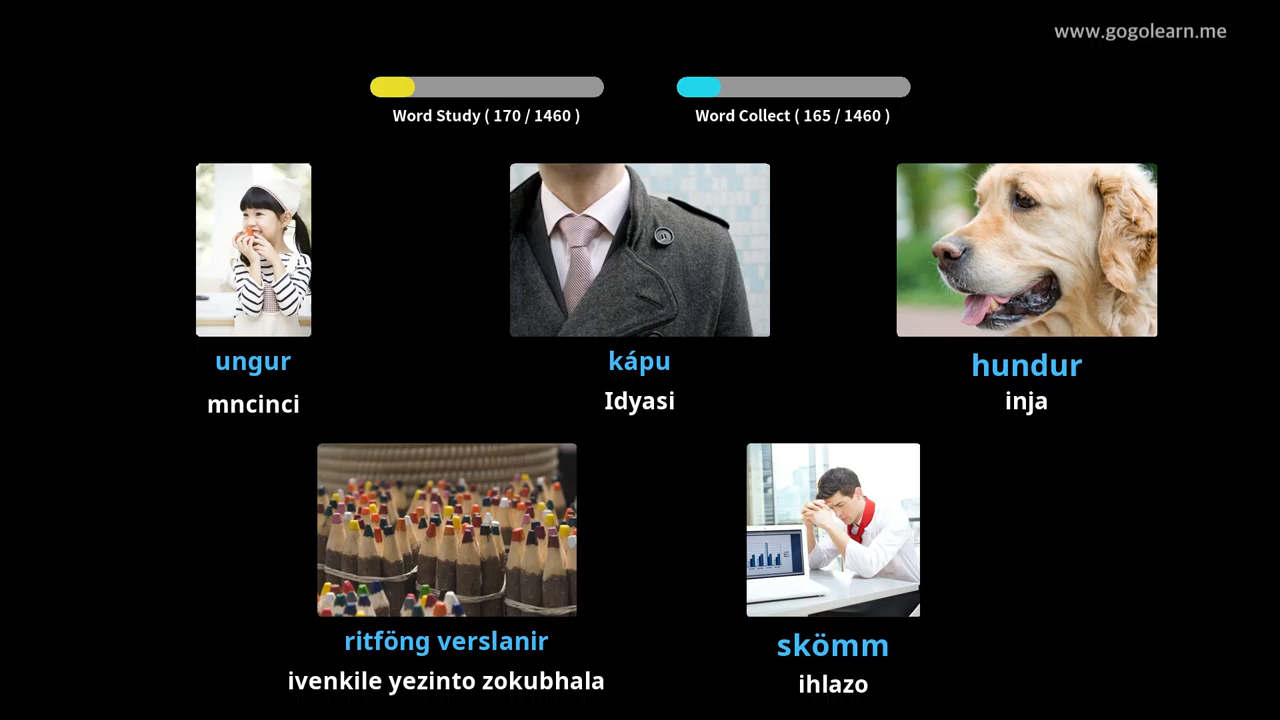 www.gogolearn.me
Word Study ( 170 / 1460 )
Word Collect ( 165 / 1460 )
ungur
mncinci
kápu
Idyasi
hundur
inja
ritföng verslanir
ivenkile yezinto zokubhala
skömm
ihlazo